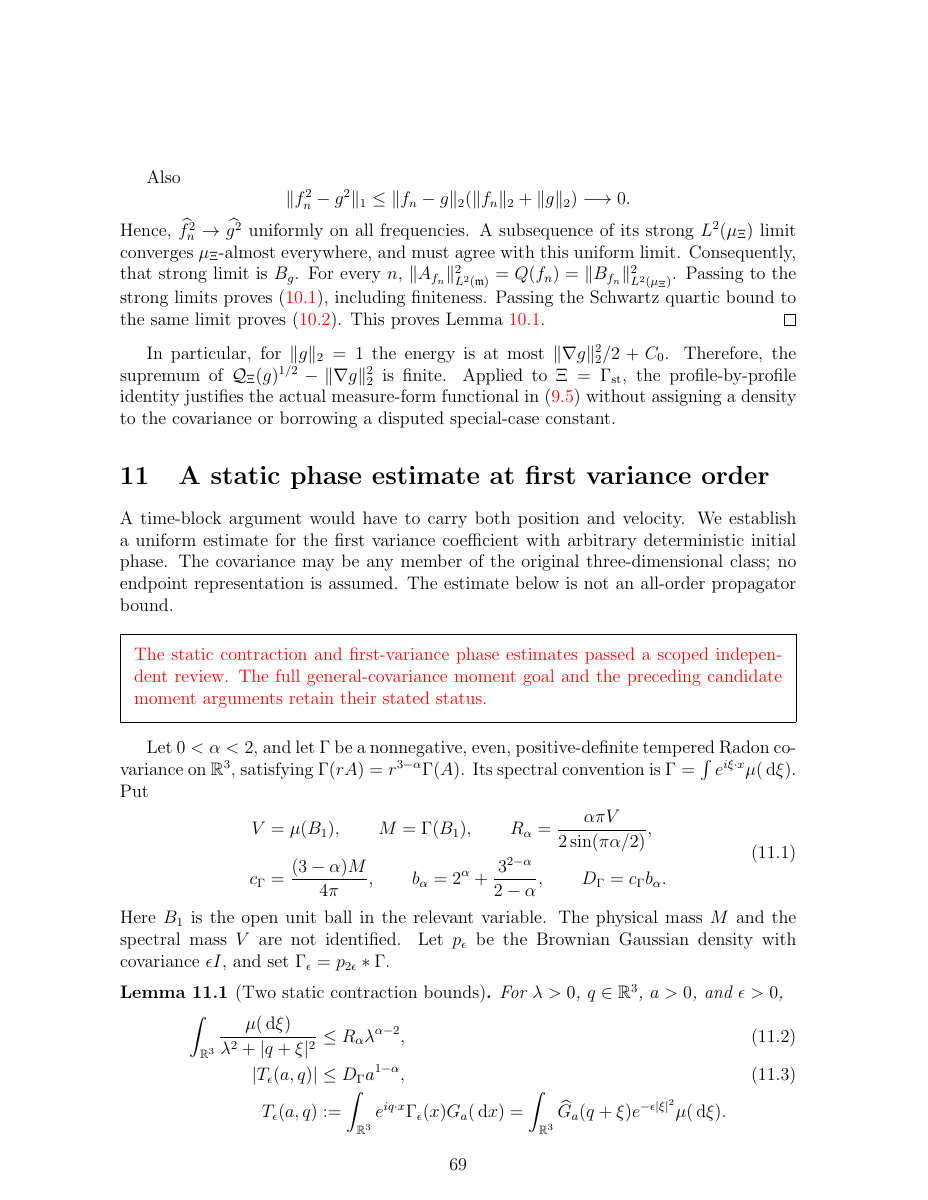 Also
‖f_n^2 − g^2‖_1 ≤ ‖f_n − g‖_2(‖f_n‖_2 + ‖g‖_2) ⟶ 0.
Hence, \widehat{f_n^2} → \widehat{g^2} uniformly on all frequencies. A subsequence of its strong L^2(μ_Ξ) limit
converges μ_Ξ-almost everywhere, and must agree with this uniform limit. Consequently,
that strong limit is B_g. For every n, ‖A_{f_n}‖^2_{L^2(𝔪)} = Q(f_n) = ‖B_{f_n}‖^2_{L^2(μ_Ξ)}. Passing to the
strong limits proves (10.1), including finiteness. Passing the Schwartz quartic bound to
the same limit proves (10.2). This proves Lemma 10.1. □
In particular, for ‖g‖_2 = 1 the energy is at most ‖∇g‖_2^2/2 + C_0. Therefore, the
supremum of 𝒬_Ξ(g)^{1/2} − ‖∇g‖_2^2 is finite. Applied to Ξ = Γ_st, the profile-by-profile
identity justifies the actual measure-form functional in (9.5) without assigning a density
to the covariance or borrowing a disputed special-case constant.
11 A static phase estimate at first variance order
A time-block argument would have to carry both position and velocity. We establish
a uniform estimate for the first variance coefficient with arbitrary deterministic initial
phase. The covariance may be any member of the original three-dimensional class; no
endpoint representation is assumed. The estimate below is not an all-order propagator
bound.
The static contraction and first-variance phase estimates passed a scoped indepen-
dent review. The full general-covariance moment goal and the preceding candidate
moment arguments retain their stated status.
Let 0 < α < 2, and let Γ be a nonnegative, even, positive-definite tempered Radon co-
variance on ℝ^3, satisfying Γ(rA) = r^{3−α}Γ(A). Its spectral convention is Γ = ∫ e^{iξ·x}μ( dξ).
Put
V = μ(B_1), M = Γ(B_1), R_α = \frac{απV}{2 sin(πα/2)},
c_Γ = \frac{(3 − α)M}{4π}, b_α = 2^α + \frac{3^{2−α}}{2 − α}, D_Γ = c_Γb_α. (11.1)
Here B_1 is the open unit ball in the relevant variable. The physical mass M and the
spectral mass V are not identified. Let p_ϵ be the Brownian Gaussian density with
covariance ϵI, and set Γ_ϵ = p_{2ϵ} ∗ Γ.
Lemma 11.1 (Two static contraction bounds). For λ > 0, q ∈ ℝ^3, a > 0, and ϵ > 0,
∫_{ℝ^3} \frac{μ( dξ)}{λ^2 + |q + ξ|^2} ≤ R_αλ^{α−2}, (11.2)
|T_ϵ(a, q)| ≤ D_Γa^{1−α}, (11.3)
T_ϵ(a, q) := ∫_{ℝ^3} e^{iq·x}Γ_ϵ(x)G_a( dx) = ∫_{ℝ^3} \widehat{G}_a(q + ξ)e^{−ϵ|ξ|^2}μ( dξ).
69